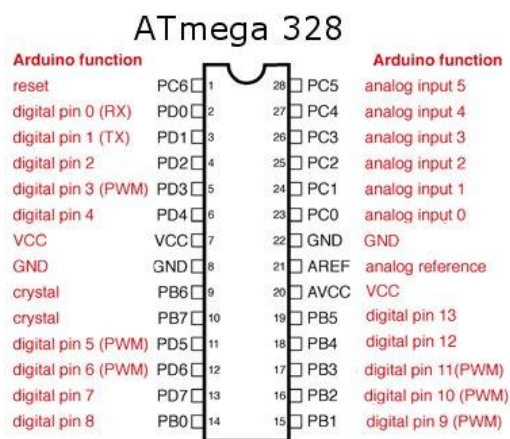 ATmega 328
Arduino function Arduino function
reset PC6 1 28 PC5 analog input 5
digital pin 0 (RX) PD0 2 27 PC4 analog input 4
digital pin 1 (TX) PD1 3 26 PC3 analog input 3
digital pin 2 PD2 4 25 PC2 analog input 2
digital pin 3 (PWM) PD3 5 24 PC1 analog input 1
digital pin 4 PD4 6 23 PC0 analog input 0
VCC VCC 7 22 GND GND
GND GND 8 21 AREF analog reference
crystal PB6 9 20 AVCC VCC
crystal PB7 10 19 PB5 digital pin 13
digital pin 5 (PWM) PD5 11 18 PB4 digital pin 12
digital pin 6 (PWM) PD6 12 17 PB3 digital pin 11(PWM)
digital pin 7 PD7 13 16 PB2 digital pin 10 (PWM)
digital pin 8 PB0 14 15 PB1 digital pin 9 (PWM)